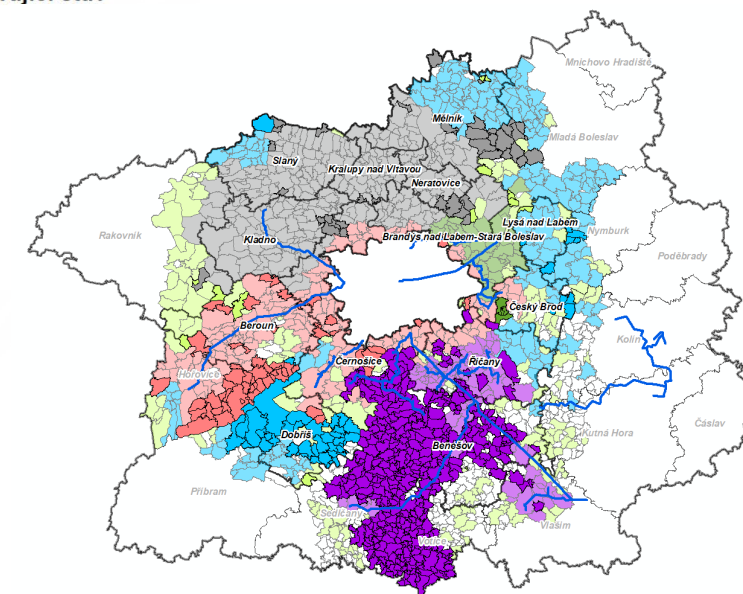 Mnichovo Hradiště
Mělník
Mladá Boleslav
Slaný
Kralupy nad Vltavou
Neratovice
Lysá nad Labem
Nymburk
Rakovník
Kladno
Brandýs nad Labem-Stará Boleslav
Poděbrady
Český Brod
Beroun
Kolín
Černošice
Říčany
Hořovice
Čáslav
Dobříš
Benešov
Kutná Hora
Příbram
Sedlčany
Vlašim
Votice